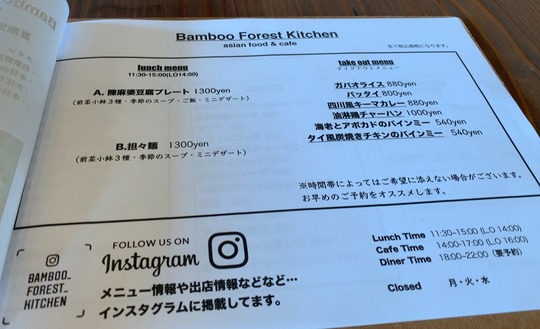 Bamboo Forest Kitchen
asian food & cafe
全て税込価格になります。
lunch menu
11:30-15:00(LO14:00)
A. 陳麻婆豆腐プレート 1300yen
(前菜小鉢3種・季節のスープ・ご飯・ミニデザート)
B.担々麺 1100yen
(前菜小鉢3種・季節のスープ・ミニデザート)
take out menu
テイクアウトメニュー
ガパオライス 880yen
パッタイ 800yen
四川風キーマカレー 880yen
油淋鶏チャーハン 1000yen
海老とアボカドのバインミー 540yen
タイ風炭焼きチキンのバインミー 540yen
※時間帯によってはご希望に添えない場合がございます。
お早めのご予約をオススメします。
BAMBOO_
FOREST_
KITCHEN
FOLLOW US ON
Instagram
メニュー情報や出店情報などなど…
インスタグラムに掲載してます。
Lunch Time 11:30-15:00 (LO 14:00)
Cafe Time 14:00-17:00 (LO 16:00)
Diner Time 18:00-22:00 (要予約)
Closed 月・火・水